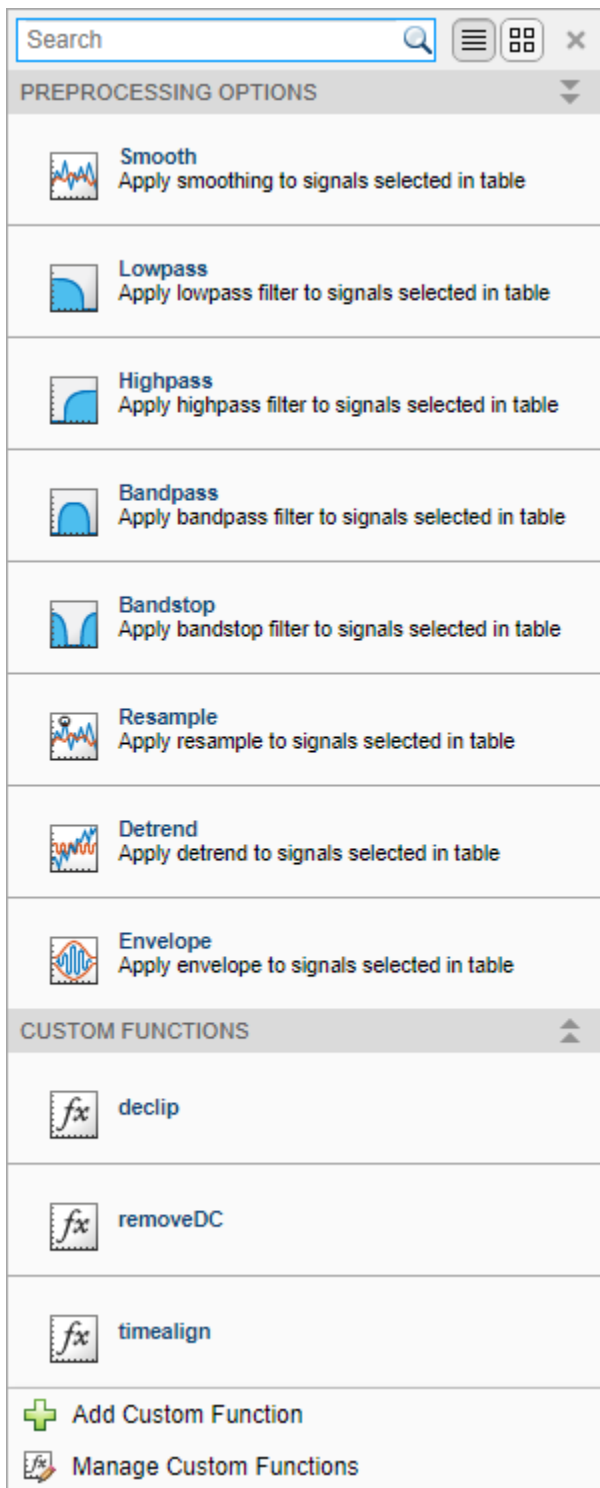 Search
PREPROCESSING OPTIONS
Smooth
Apply smoothing to signals selected in table
Lowpass
Apply lowpass filter to signals selected in table
Highpass
Apply highpass filter to signals selected in table
Bandpass
Apply bandpass filter to signals selected in table
Bandstop
Apply bandstop filter to signals selected in table
Resample
Apply resample to signals selected in table
Detrend
Apply detrend to signals selected in table
Envelope
Apply envelope to signals selected in table
CUSTOM FUNCTIONS
fx declip
fx removeDC
fx timealign
Add Custom Function
fx Manage Custom Functions